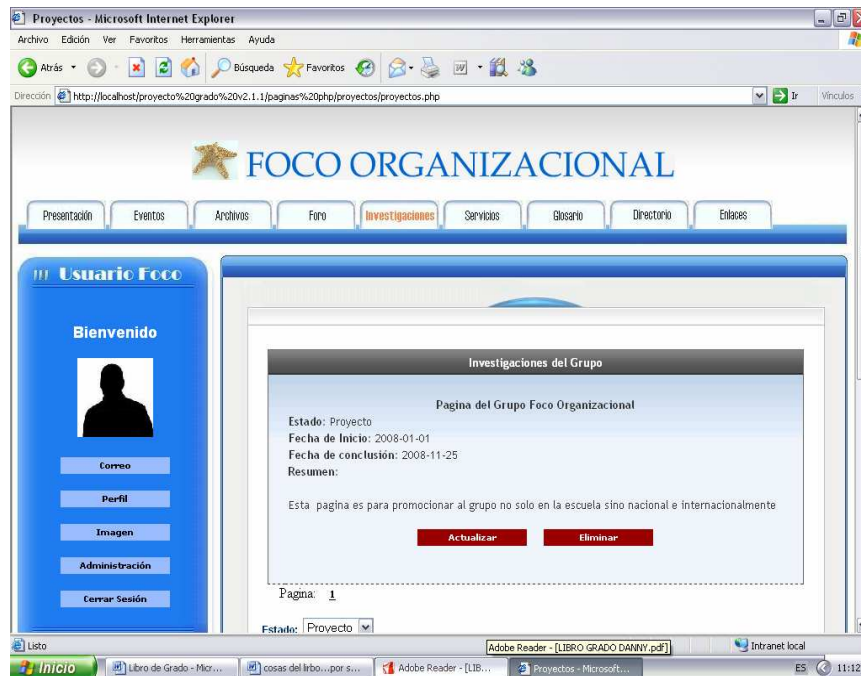 Proyectos - Microsoft Internet Explorer
Archivo Edición Ver Favoritos Herramientas Ayuda
Atrás Búsqueda Favoritos
Dirección http://localhost/proyecto%20grado%20v2.1.1/paginas%20php/proyectos/proyectos.php Ir Vínculos
FOCO ORGANIZACIONAL
Presentación Eventos Archivos Foro Investigaciones Servicios Glosario Directorio Enlaces
Usuario Foco
Bienvenido
Correo
Perfil
Imagen
Administración
Cerrar Sesión
Investigaciones del Grupo
Pagina del Grupo Foco Organizacional
Estado: Proyecto
Fecha de Inicio: 2008-01-01
Fecha de conclusión: 2008-11-25
Resumen:
Esta pagina es para promocionar al grupo no solo en la escuela sino nacional e internacionalmente
Actualizar Eliminar
Pagina: 1
Estado: Proyecto
Listo Adobe Reader - [LIBRO GRADO DANNY.pdf] Intranet local
Inicio Libro de Grado - Micr... cosas del lirbo...por s... Adobe Reader - [LIB... Proyectos - Microsoft... ES 11:12